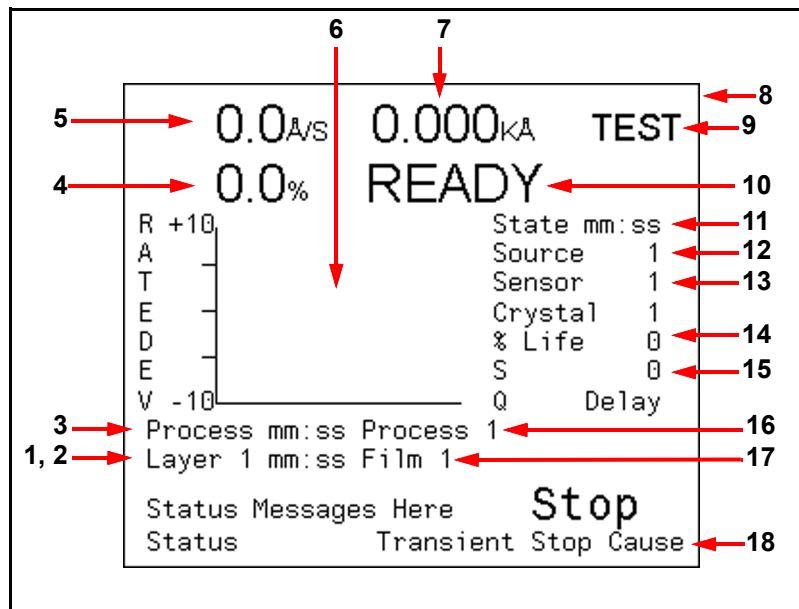 6 7
5 0.0Å/S 0.000KÅ TEST 8
9
4 0.0% READY 10
R +10 State mm:ss 11
A Source 1 12
T Sensor 1 13
E Crystal 1
D % Life 0 14
E S 0 15
V -10 Q Delay
3 Process mm:ss Process 1 16
1, 2 Layer 1 mm:ss Film 1 17
Status Messages Here Stop
Status Transient Stop Cause 18